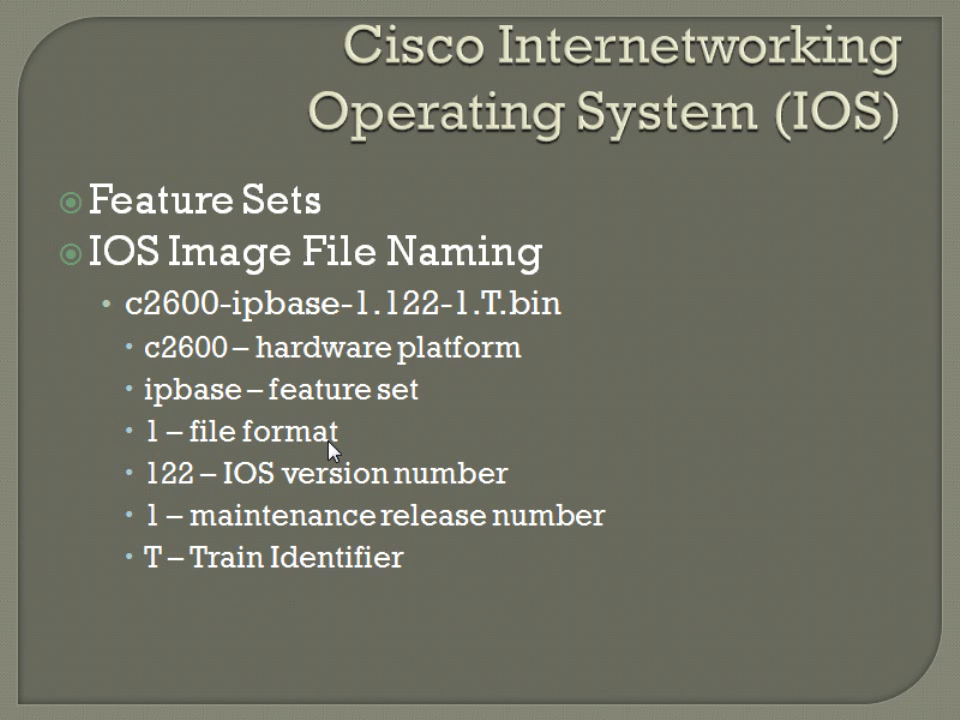 Cisco Internetworking
Operating System (IOS)
Feature Sets
IOS Image File Naming
c2600-ipbase-1.122-1.T.bin
c2600 – hardware platform
ipbase – feature set
1 – file format
122 – IOS version number
1 – maintenance release number
T – Train Identifier